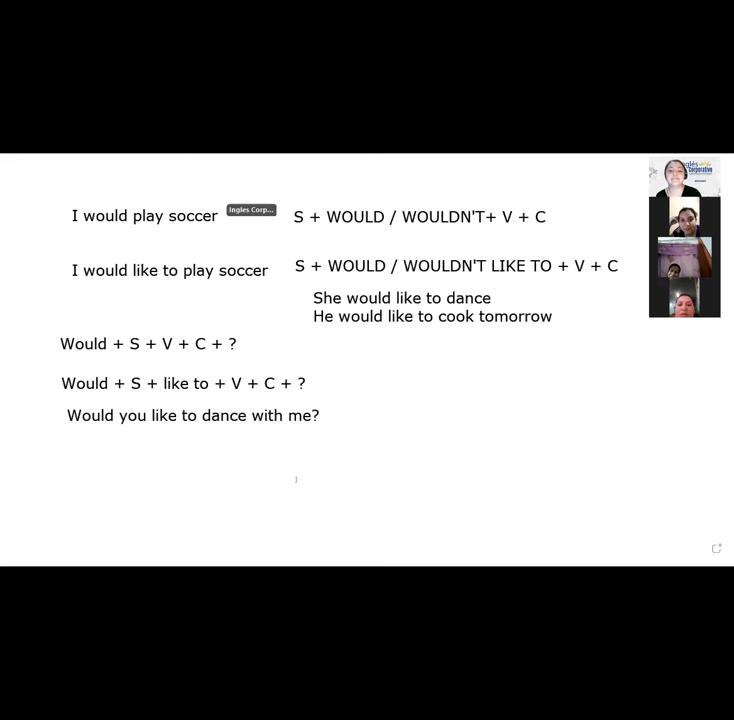 I would play soccer
Ingles Corp...
S + WOULD / WOULDN'T+ V + C
I would like to play soccer
S + WOULD / WOULDN'T LIKE TO + V + C
She would like to dance
He would like to cook tomorrow
Would + S + V + C + ?
Would + S + like to + V + C + ?
Would you like to dance with me?
Corporative